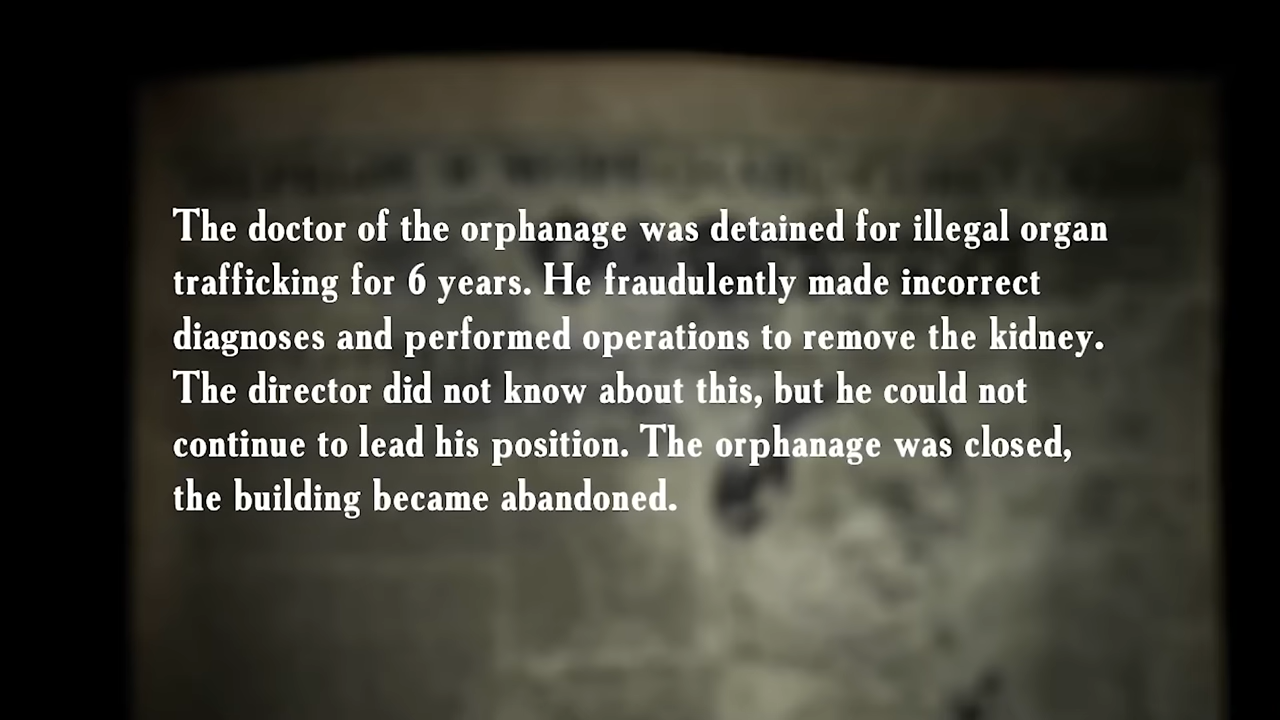 The doctor of the orphanage was detained for illegal organ
trafficking for 6 years. He fraudulently made incorrect
diagnoses and performed operations to remove the kidney.
The director did not know about this, but he could not
continue to lead his position. The orphanage was closed,
the building became abandoned.